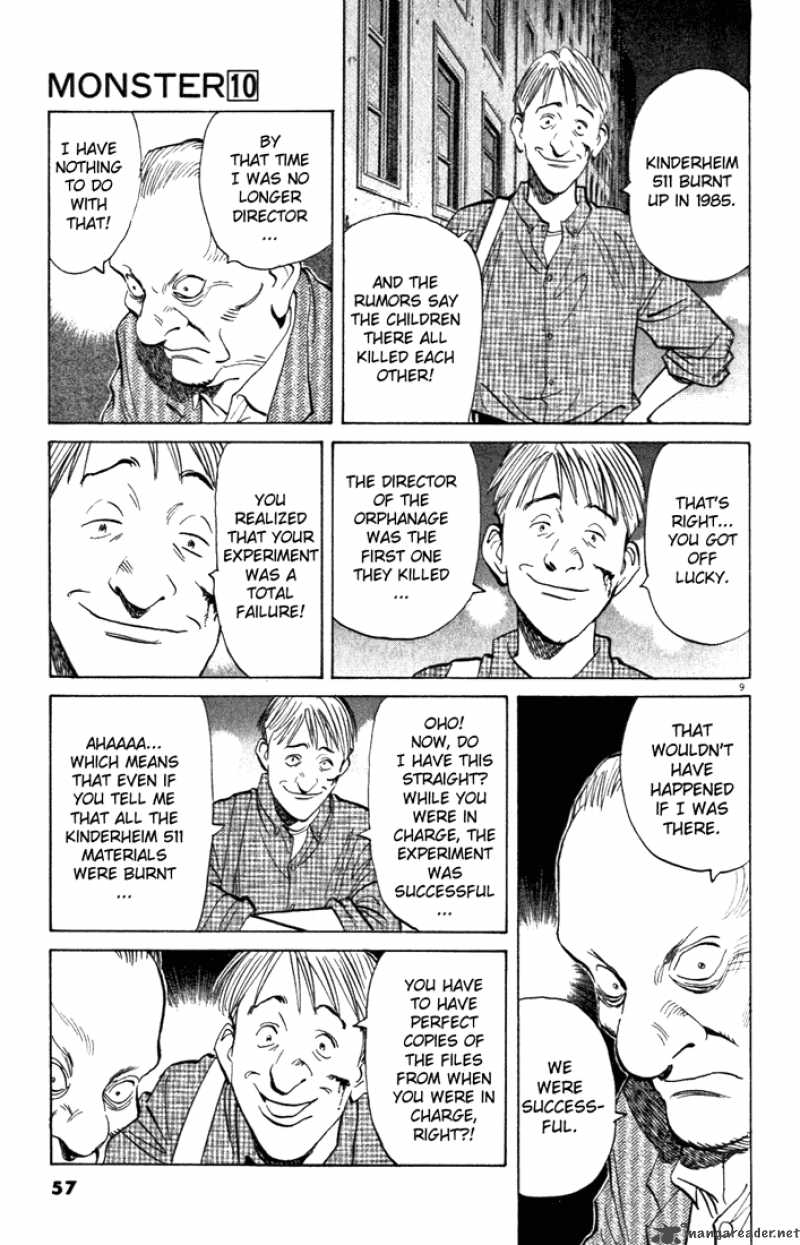 MONSTER 10
KINDERHEIM
511 BURNT
UP IN 1985.
AND THE
RUMORS SAY
THE CHILDREN
THERE ALL
KILLED EACH
OTHER!
BY
THAT TIME
I WAS NO
LONGER
DIRECTOR
...
I HAVE
NOTHING
TO DO
WITH
THAT!
THAT'S
RIGHT...
YOU GOT
OFF
LUCKY.
THE DIRECTOR
OF THE
ORPHANAGE
WAS THE
FIRST ONE
THEY KILLED
...
YOU
REALIZED
THAT YOUR
EXPERIMENT
WAS A
TOTAL
FAILURE!
9
THAT
WOULDN'T
HAVE
HAPPENED
IF I WAS
THERE.
WE
WERE
SUCCESS-
FUL.
OHO!
NOW, DO
I HAVE THIS
STRAIGHT?
WHILE YOU
WERE IN
CHARGE, THE
EXPERIMENT
WAS
SUCCESSFUL
...
AHAAAA...
WHICH MEANS
THAT EVEN IF
YOU TELL ME
THAT ALL THE
KINDERHEIM 511
MATERIALS
WERE BURNT
...
YOU HAVE
TO HAVE
PERFECT
COPIES OF
THE FILES
FROM WHEN
YOU WERE IN
CHARGE,
RIGHT?!
57
mangareader.net